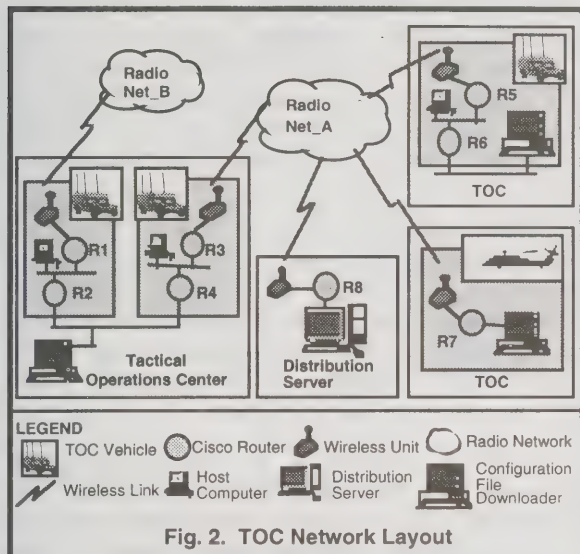 Radio
Net_B
Radio
Net_A
R5
R6
TOC
R1
R2
R3
R4
Tactical
Operations Center
R8
Distribution
Server
R7
TOC
LEGEND
TOC Vehicle
Cisco Router
Wireless Unit
Radio Network
Wireless Link
Host
Computer
Distribution
Server
Configuration
File
Downloader
Fig. 2. TOC Network Layout